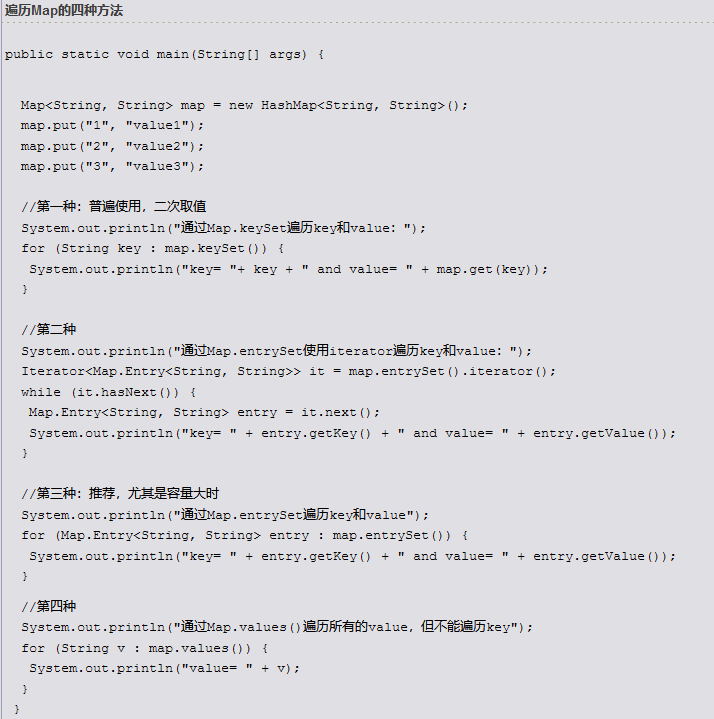 遍历Map的四种方法
public static void main(String[] args) {
Map<String, String> map = new HashMap<String, String>();
map.put("1", "value1");
map.put("2", "value2");
map.put("3", "value3");
//第一种：普遍使用，二次取值
System.out.println("通过Map.keySet遍历key和value：");
for (String key : map.keySet()) {
System.out.println("key= "+ key + " and value= " + map.get(key));
}
//第二种
System.out.println("通过Map.entrySet使用iterator遍历key和value：");
Iterator<Map.Entry<String, String>> it = map.entrySet().iterator();
while (it.hasNext()) {
Map.Entry<String, String> entry = it.next();
System.out.println("key= " + entry.getKey() + " and value= " + entry.getValue());
}
//第三种：推荐，尤其是容量大时
System.out.println("通过Map.entrySet遍历key和value");
for (Map.Entry<String, String> entry : map.entrySet()) {
System.out.println("key= " + entry.getKey() + " and value= " + entry.getValue());
}
//第四种
System.out.println("通过Map.values()遍历所有的value，但不能遍历key");
for (String v : map.values()) {
System.out.println("value= " + v);
}
}